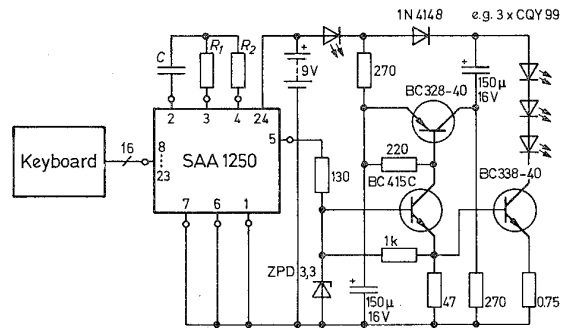 1N 4148
e.g. 3 x CQY 99
C
R1
R2
+
9V
270
BC328-40
+
150µ
16V
2
3
4
24
5
Keyboard
16
8
23
SAA 1250
220
130
BC 415C
BC338-40
7
6
1
1k
ZPD 3,3
+
150µ
16V
47
270
0.75